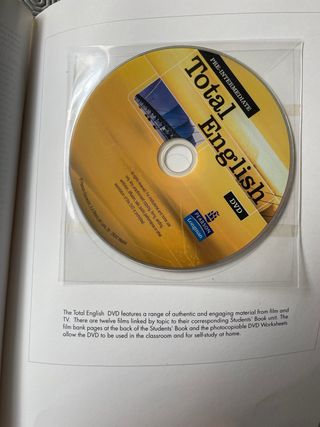 PRE-INTERMEDIATE
Total English
DVD
PEARSON
Longman
The Total English DVD features a range of authentic and engaging material from film and
TV. There are twelve films linked by topic to their corresponding Students' Book unit. The
film bank pages at the back of the Students' Book and the photocopiable DVD Worksheets
allow the DVD to be used in the classroom and for self-study at home.